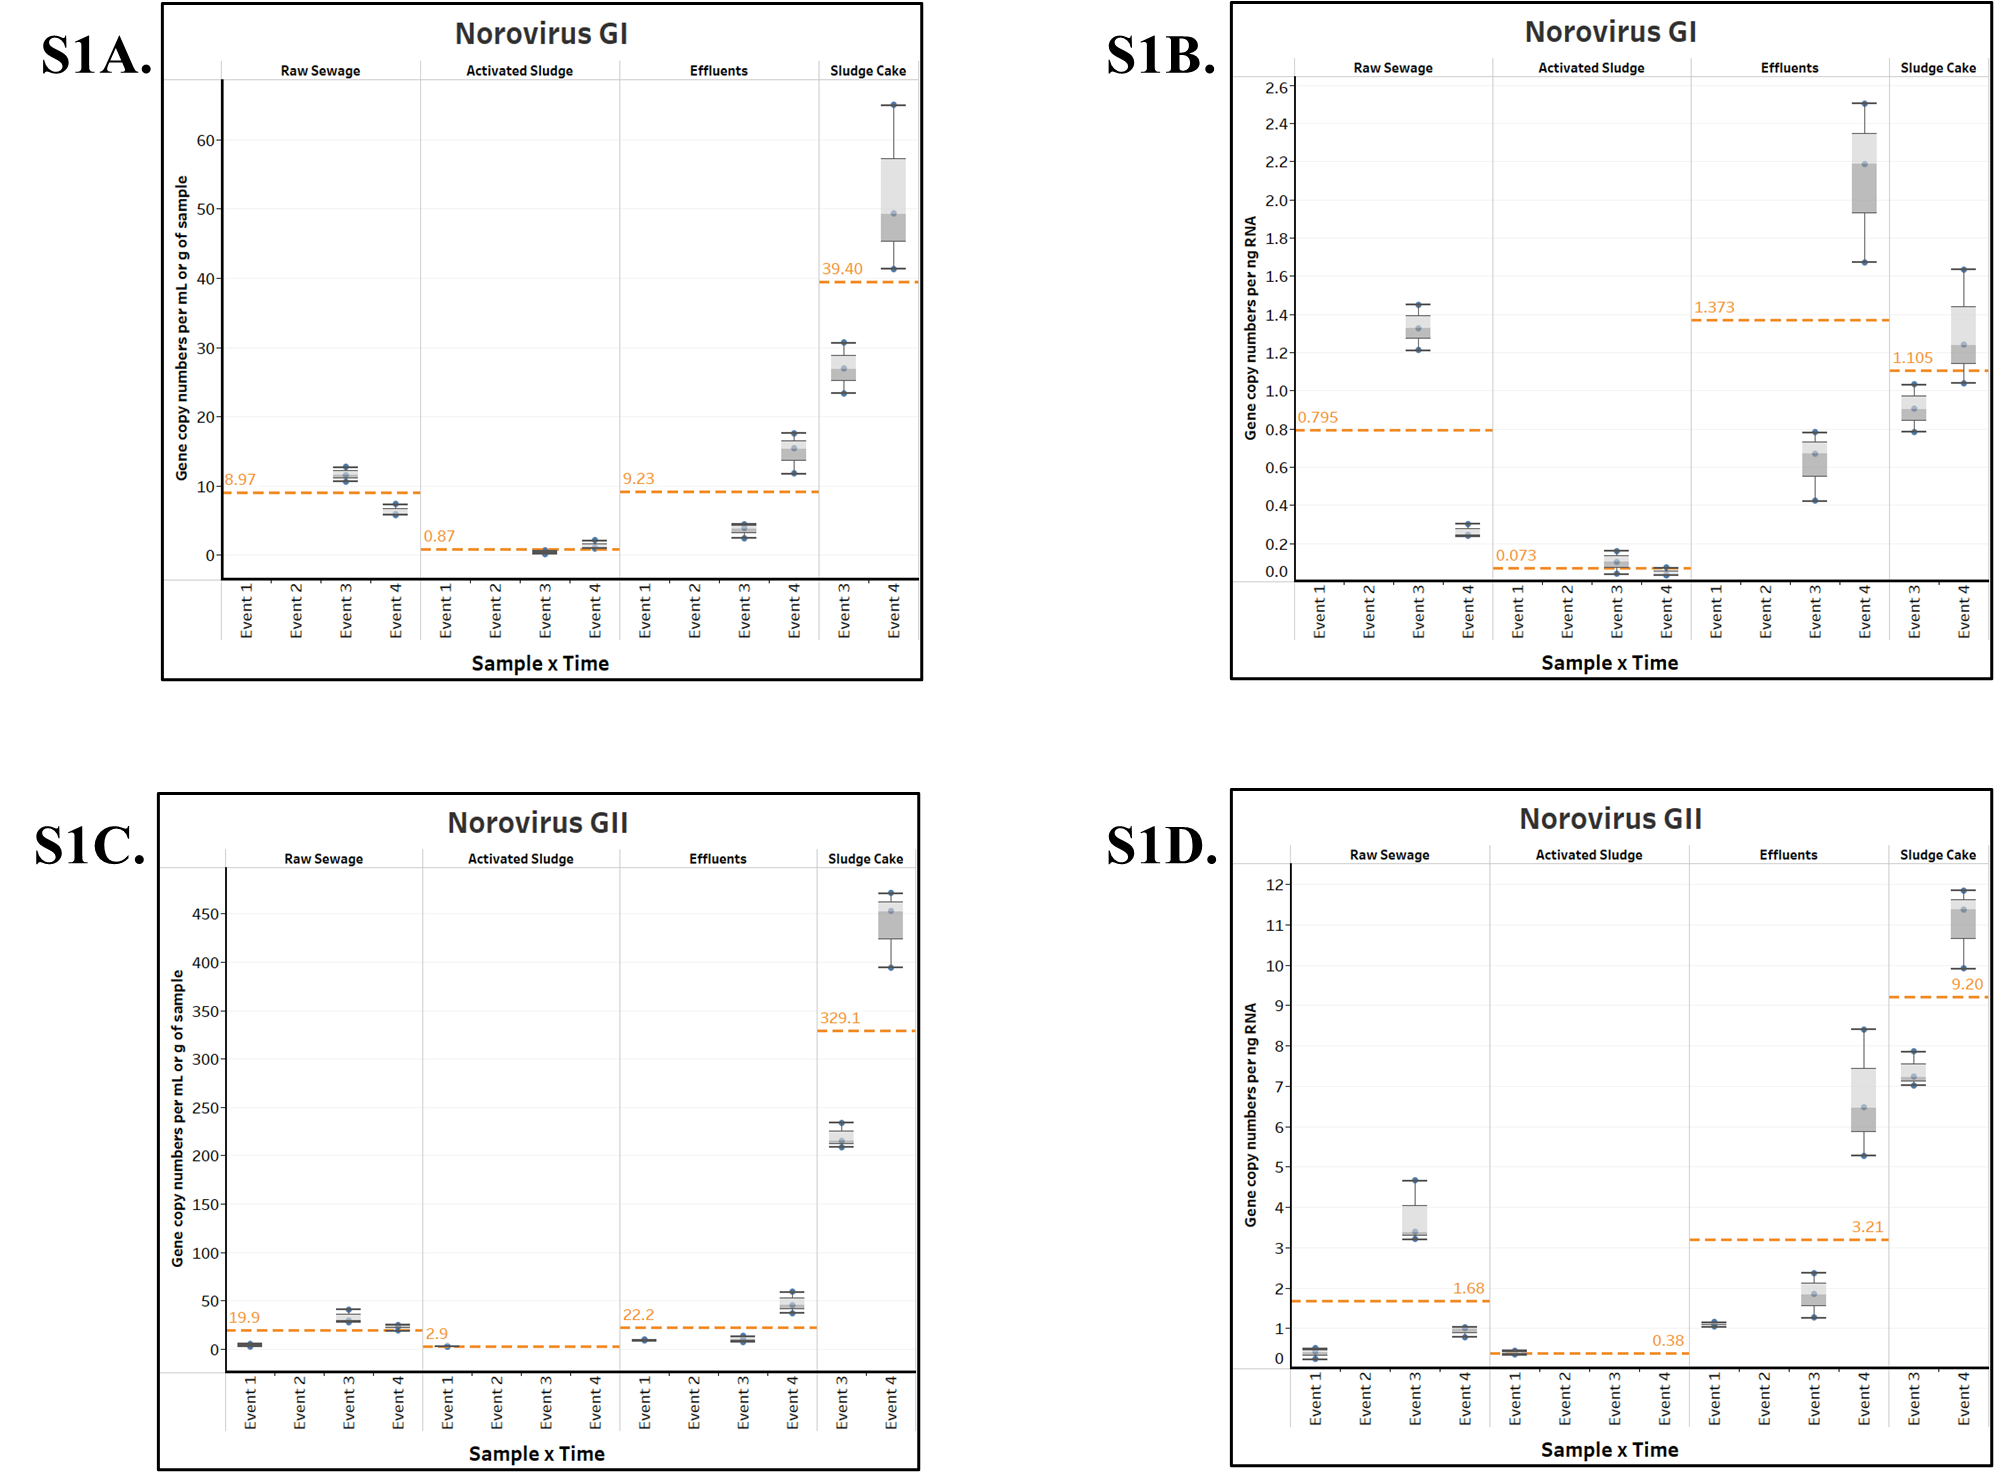 S1A.
Norovirus GI
Raw Sewage Activated Sludge Effluents Sludge Cake
Gene copy numbers per mL or g of sample
60
50
40
30
20
10
0
8.97
0.87
9.23
39.40
Event 1 Event 2 Event 3 Event 4 Event 1 Event 2 Event 3 Event 4 Event 1 Event 2 Event 3 Event 4 Event 3 Event 4
Sample x Time
S1B.
Norovirus GI
Raw Sewage Activated Sludge Effluents Sludge Cake
Gene copy numbers per ng RNA
2.6
2.4
2.2
2.0
1.8
1.6
1.4
1.2
1.0
0.8
0.6
0.4
0.2
0.0
0.795
0.073
1.373
1.105
Event 1 Event 2 Event 3 Event 4 Event 1 Event 2 Event 3 Event 4 Event 1 Event 2 Event 3 Event 4 Event 3 Event 4
Sample x Time
S1C.
Norovirus GII
Raw Sewage Activated Sludge Effluents Sludge Cake
Gene copy numbers per mL or g of sample
450
400
350
300
250
200
150
100
50
0
19.9
2.9
22.2
329.1
Event 1 Event 2 Event 3 Event 4 Event 1 Event 2 Event 3 Event 4 Event 1 Event 2 Event 3 Event 4 Event 3 Event 4
Sample x Time
S1D.
Norovirus GII
Raw Sewage Activated Sludge Effluents Sludge Cake
Gene copy numbers per ng RNA
12
11
10
9
8
7
6
5
4
3
2
1
0
1.68
0.38
3.21
9.20
Event 1 Event 2 Event 3 Event 4 Event 1 Event 2 Event 3 Event 4 Event 1 Event 2 Event 3 Event 4 Event 3 Event 4
Sample x Time